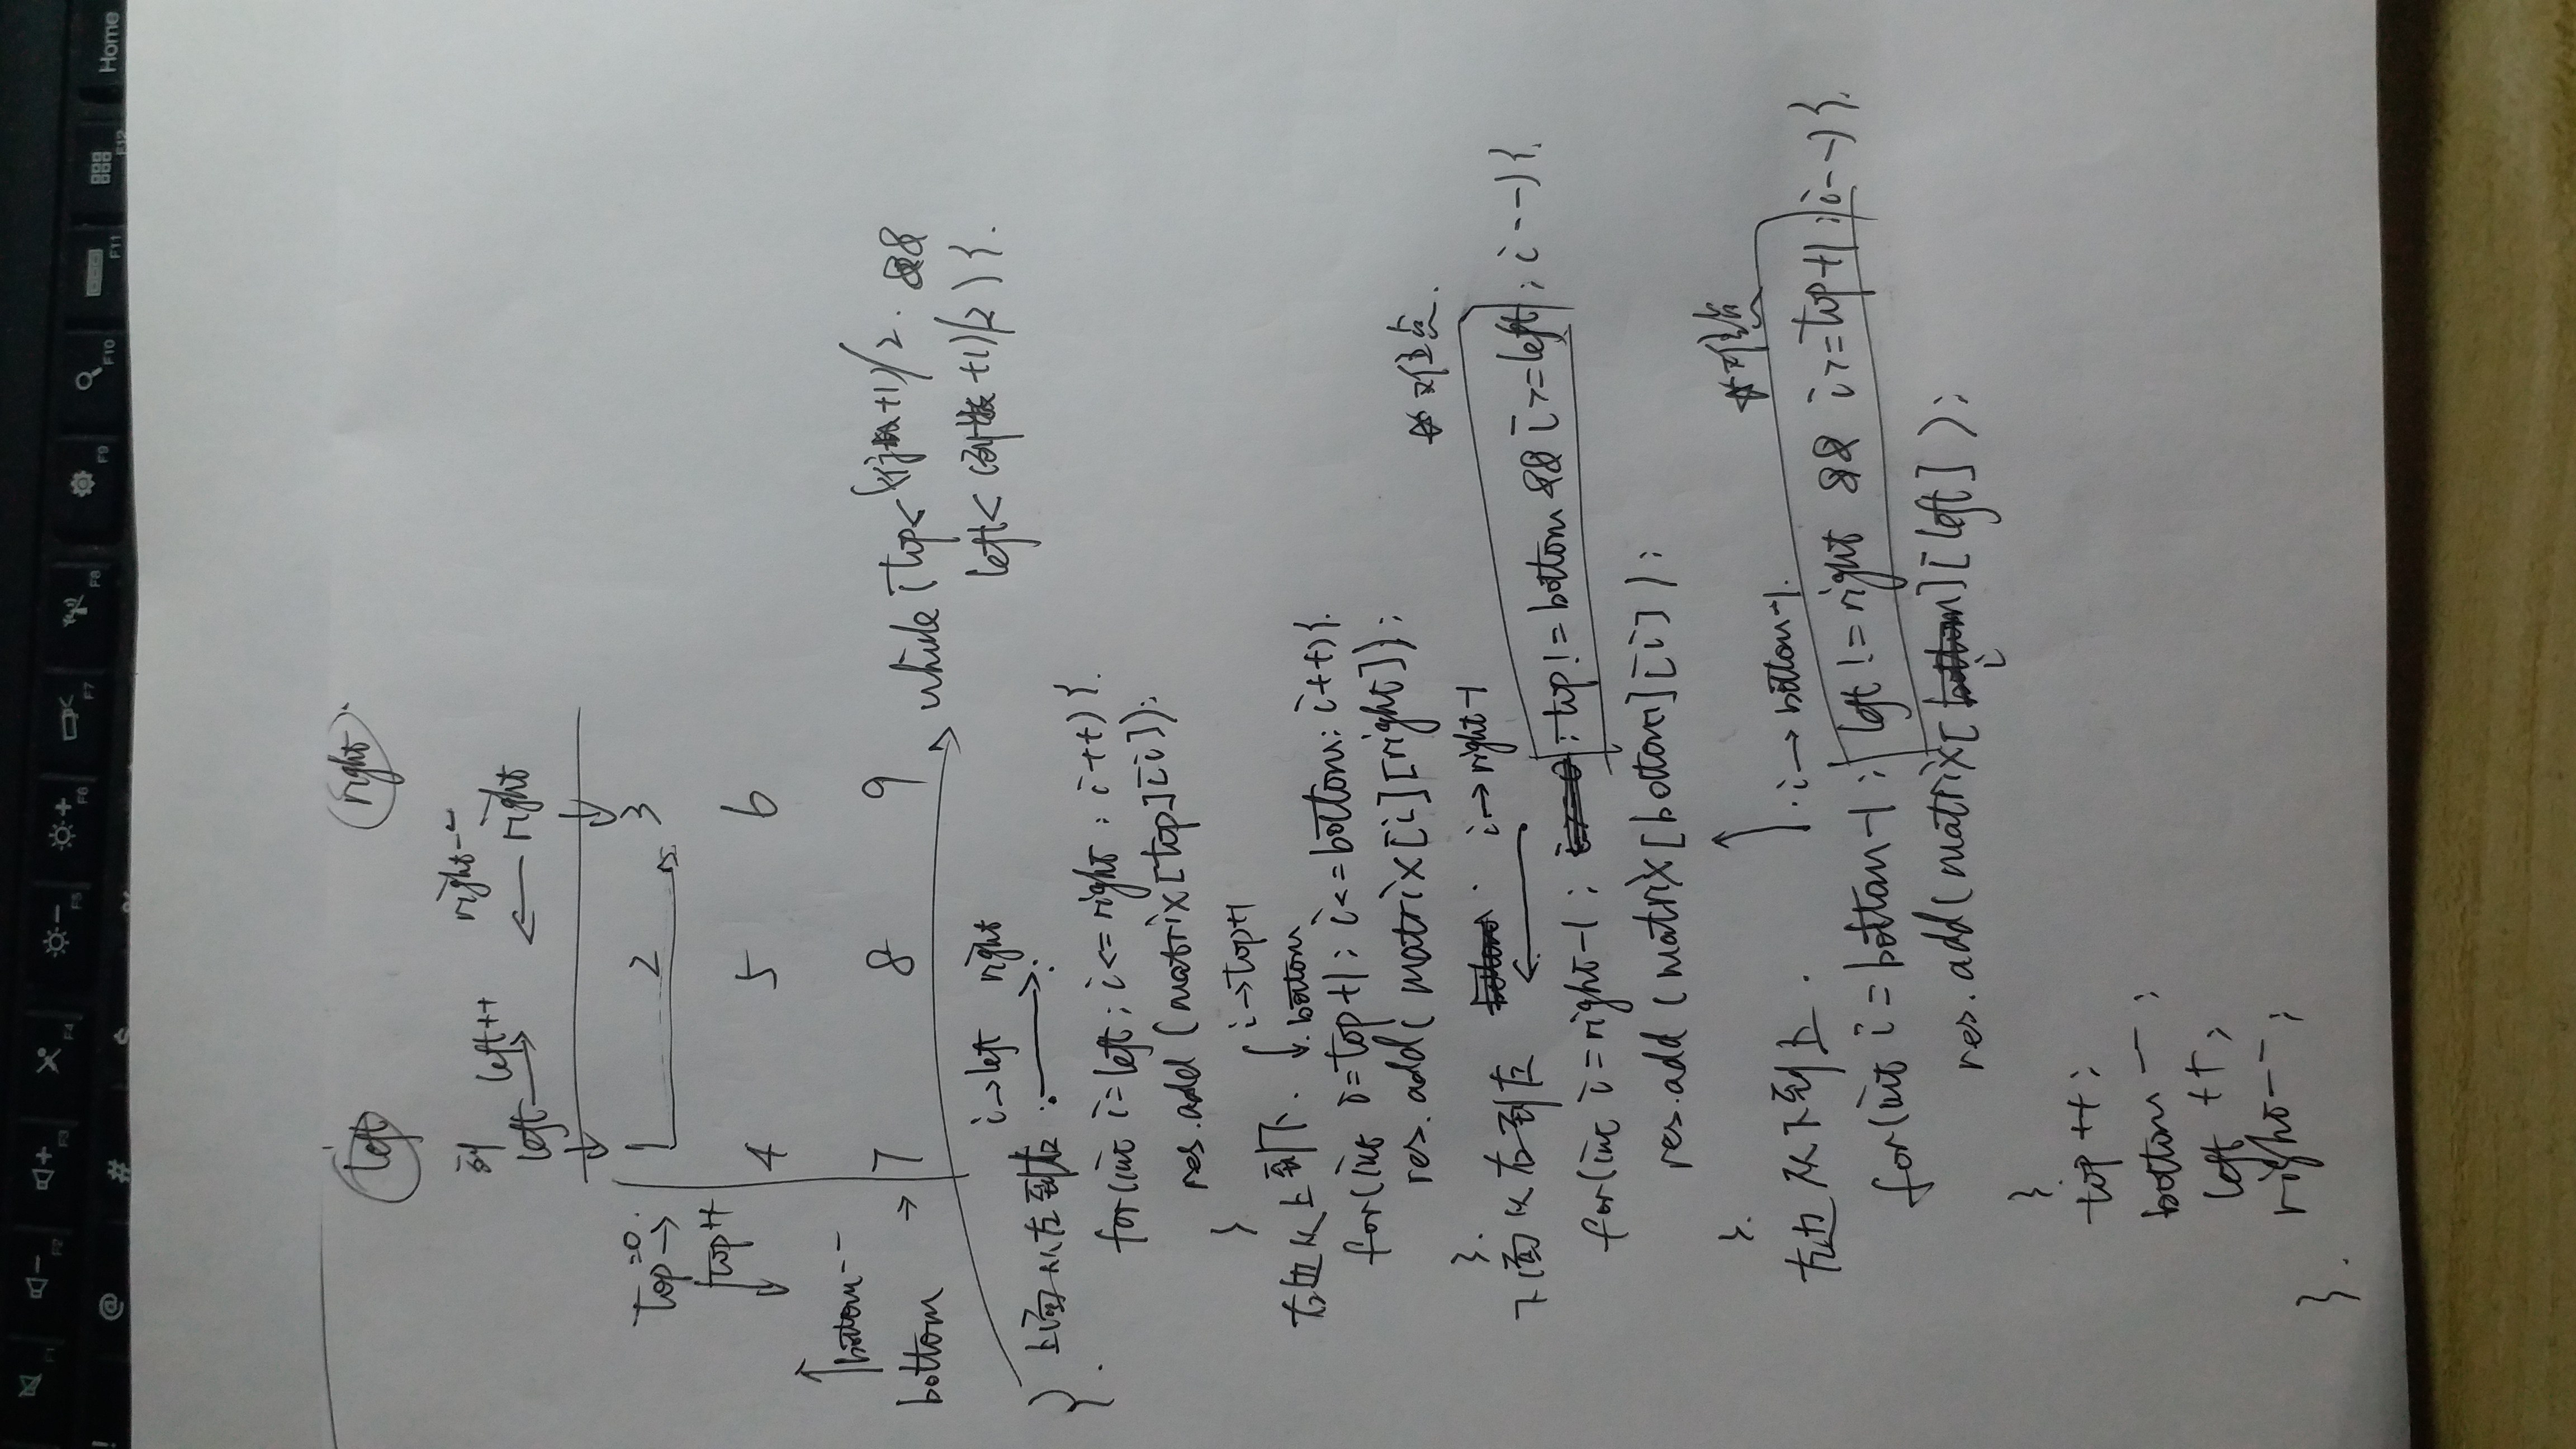 F1 F2 F3 F4 F5 F6 F7 F8 F9 F10 F11 F12 Home
! @ # $ %
left right
列 left++ right--
left right
top=0 1 2 3
top++
4 5 6
bottom--
bottom 7 8 9 while (top<(行数+1)/2 &&
left<(列数+1)/2){
i→left right
} 上面从左到右
for(int i=left; i<=right; i++){
res.add(matrix[top][i]);
}
i→top+1
右边从上到下. bottom
for(int i=top+1; i<=bottom; i++){
res.add(matrix[i][right]);
☆难点.
}
下面从右到左 i→right-1
for(int i=right-1; ; top!=bottom && i>=left; i--){
res.add(matrix[bottom][i]);
}
☆难点
左边从下到上. i→bottom-1.
for(int i=bottom-1; left!=right && i>=top+1; i--){
res.add(matrix[i][left]);
}
top++;
bottom--;
left++;
right--;
}.